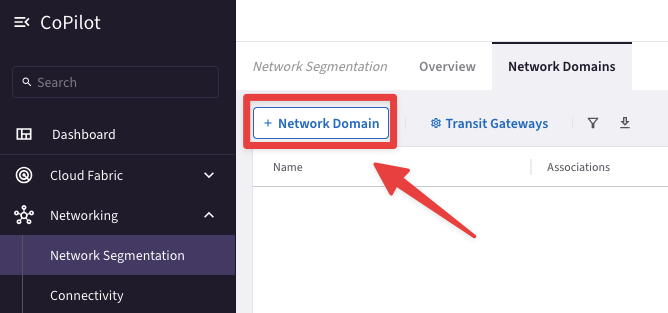 CoPilot
Search
Dashboard
Cloud Fabric
Networking
Network Segmentation
Connectivity
Network Segmentation Overview Network Domains
+ Network Domain Transit Gateways
Name Associations